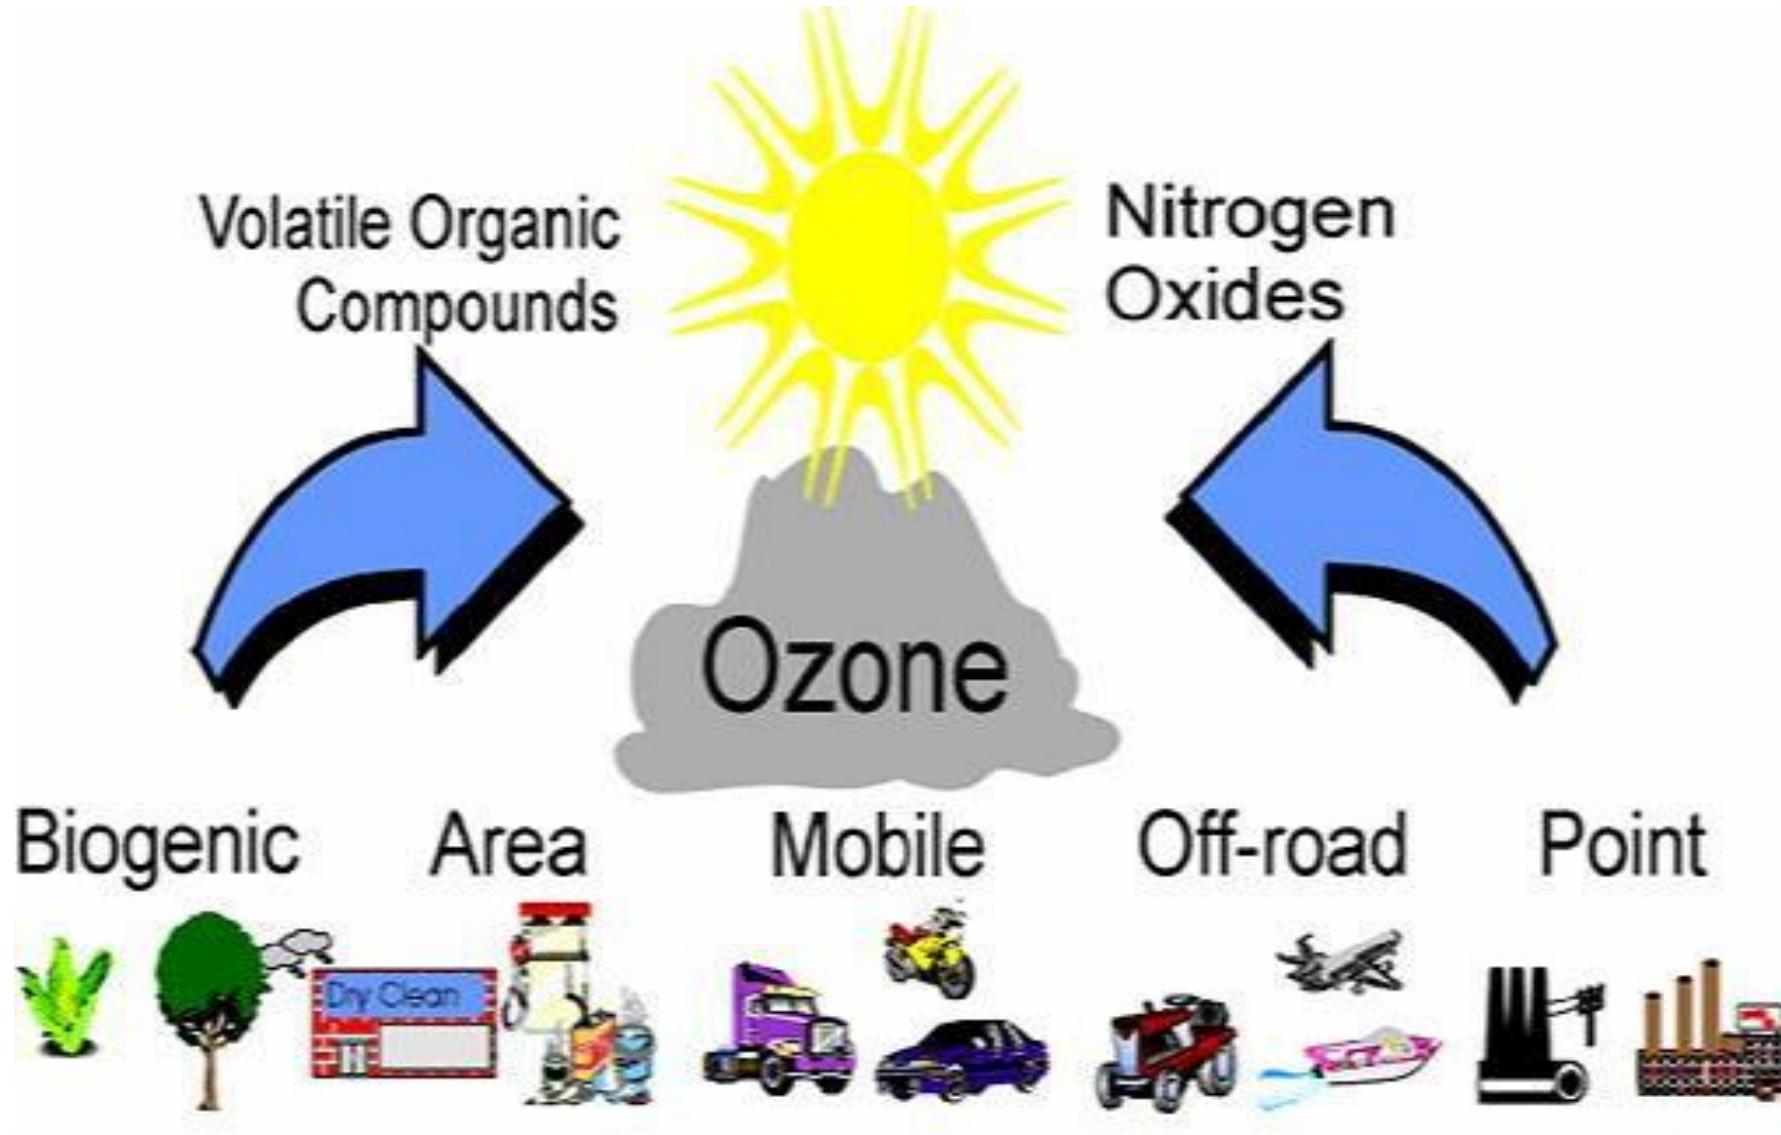 Volatile Organic
Compounds
Nitrogen
Oxides
Ozone
Biogenic
Area
Mobile
Off-road
Point
Dry Clean